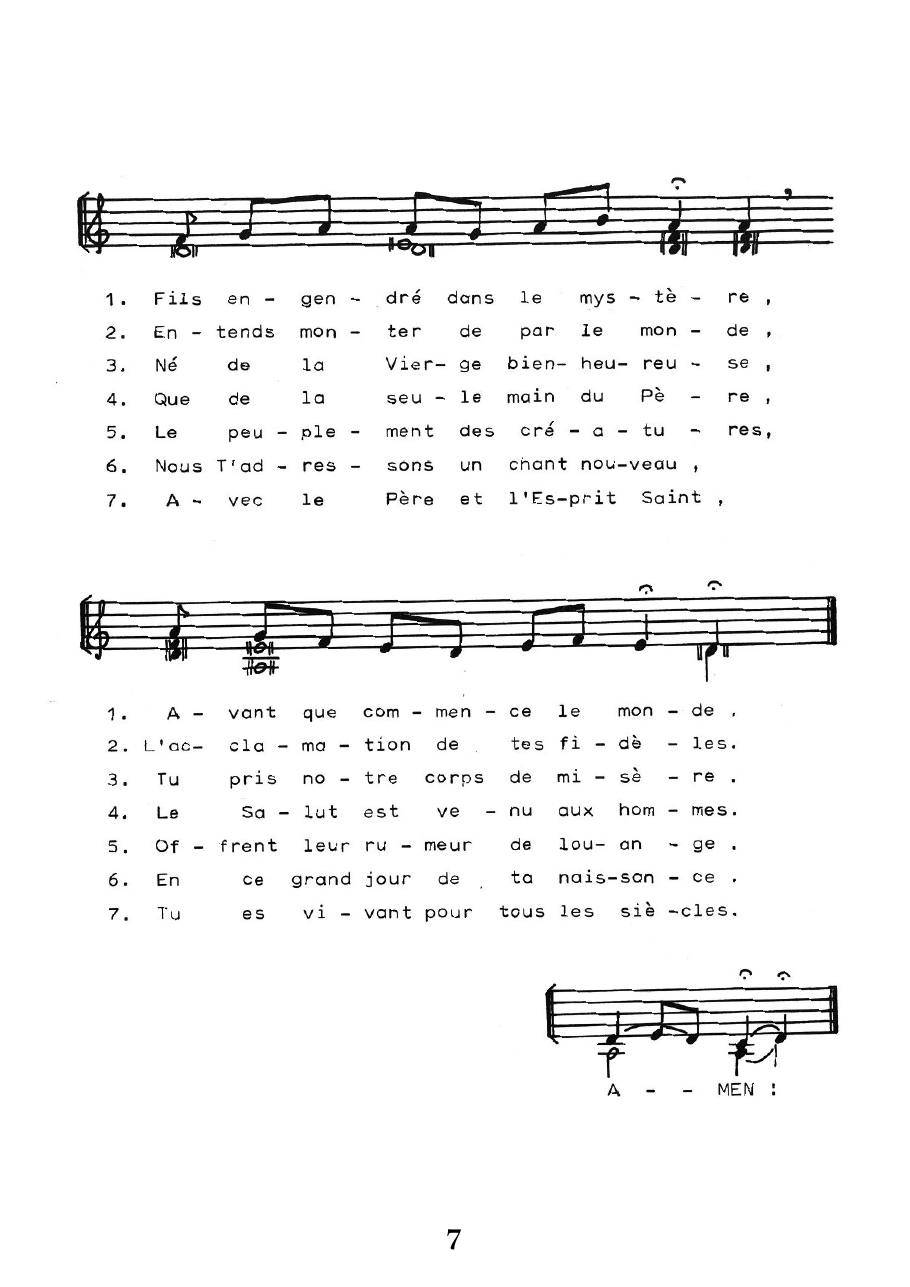 1. Fils en - gen - dré dans le mys - tè - re ,
2. En - tends mon - ter de par le mon - de ,
3. Né de la Vier- ge bien- heu- reu - se ,
4. Que de la seu - le main du Pè - re ,
5. Le peu - ple - ment des cré - a - tu - res,
6. Nous T'ad - res - sons un chant nou-veau ,
7. A - vec le Père et l'Es-prit Saint ,
1. A - vant que com - men - ce le mon - de .
2. L'ac- cla - ma - tion de tes fi - dè - les.
3. Tu pris no - tre corps de mi - sè - re .
4. Le Sa - lut est ve - nu aux hom - mes.
5. Of - frent leur ru - meur de lou- an - ge .
6. En ce grand jour de ta nais-san - ce .
7. Tu es vi - vant pour tous les siè -cles.
A - - MEN !
7